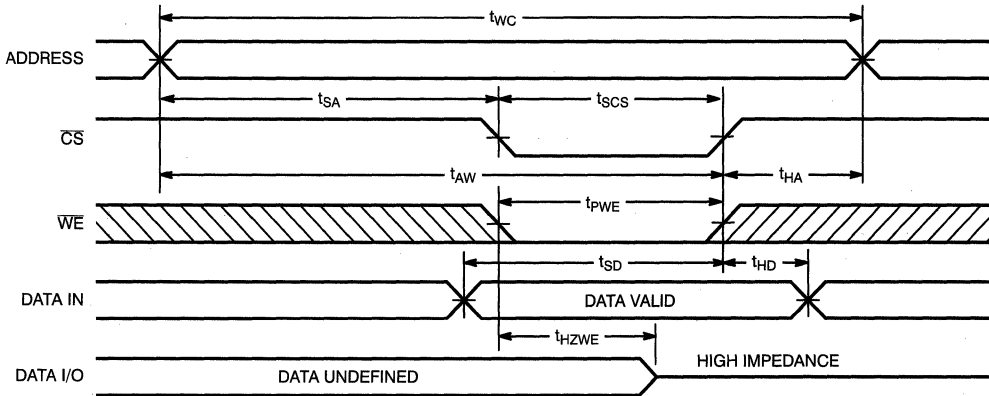 tWC
ADDRESS
tSA
tSCS
CS
tAW
tHA
WE
tPWE
tSD
tHD
DATA IN
DATA VALID
tHZWE
DATA I/O
DATA UNDEFINED
HIGH IMPEDANCE